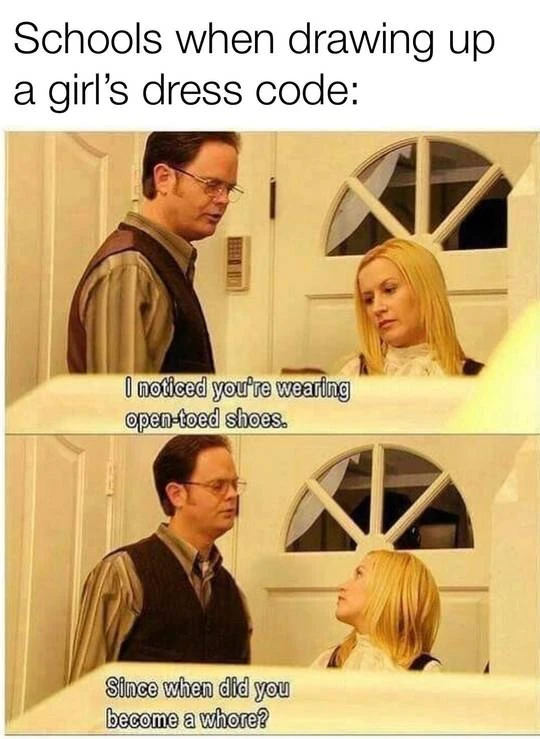 Schools when drawing up
a girl's dress code:
I noticed you're wearing
open-toed shoes.
Since when did you
become a whore?